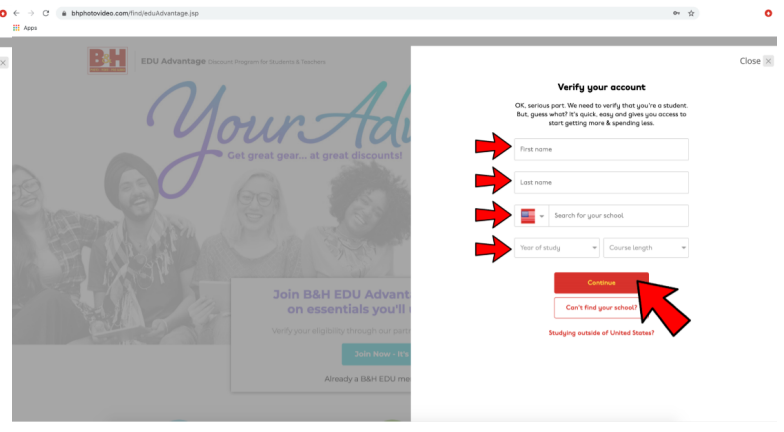 bhphotovideo.com/find/eduAdvantage.jsp
Apps
Close
B&H
EDU Advantage Discount Program for Students & Teachers
Your Ad
Get great gear... at great discounts!
Join B&H EDU Advant
on essentials you'll
Verify your eligibility through our part
Join Now - It's
Already a B&H EDU me
Verify your account
OK, serious part. We need to verify that you're a student.
But, guess what? It's quick, easy and gives you access to
start getting more & spending less.
First name
Last name
Search for your school
Year of study
Course length
Continue
Can't find your school?
Studying outside of United States?